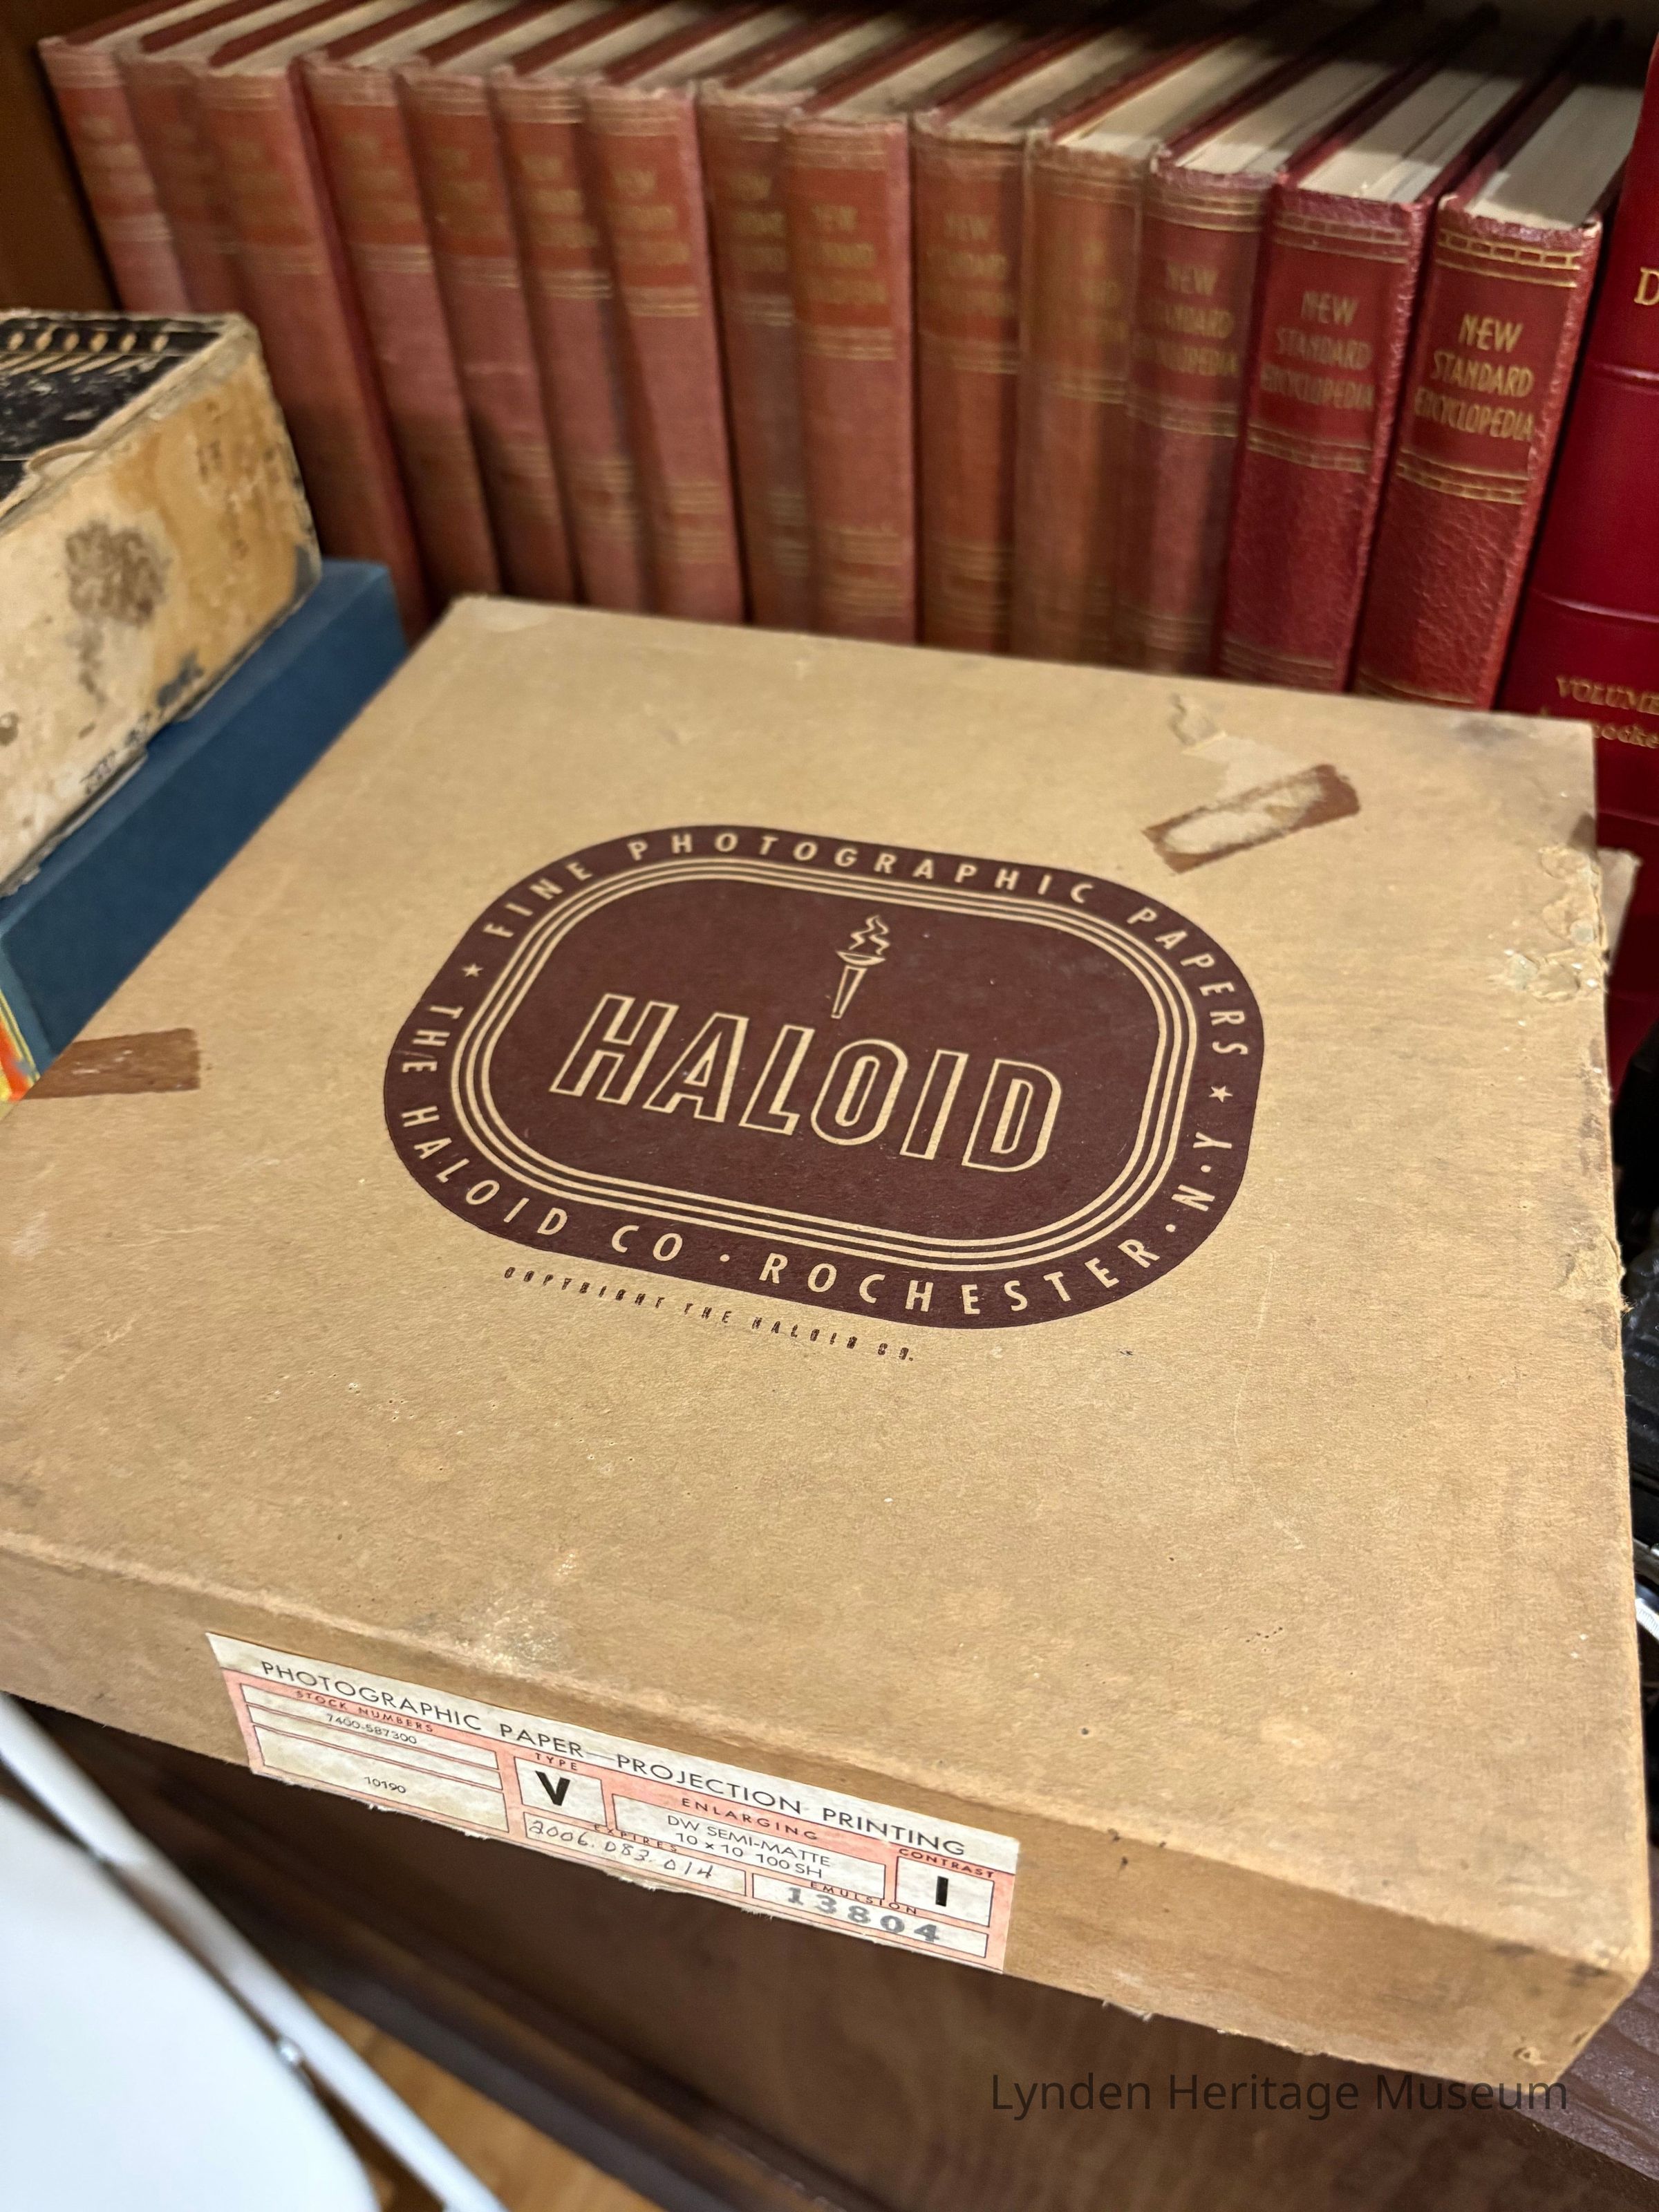 NEW
STANDARD
ENCYCLOPEDIA
NEW
STANDARD
ENCYCLOPEDIA
NEW
STANDARD
ENCYCLOPEDIA
VOLUME
★ FINE PHOTOGRAPHIC PAPERS ★
HALOID
THE HALOID CO · ROCHESTER · N · Y
COPYRIGHT THE HALOID CO.
PHOTOGRAPHIC PAPER—PROJECTION PRINTING
STOCK NUMBERS
7400-587300
10190
TYPE
V
ENLARGING
DW SEMI-MATTE
10 x 10 100 SH
CONTRAST
1
EXPIRES
2006.083.014
EMULSION
13804
Lynden Heritage Museum